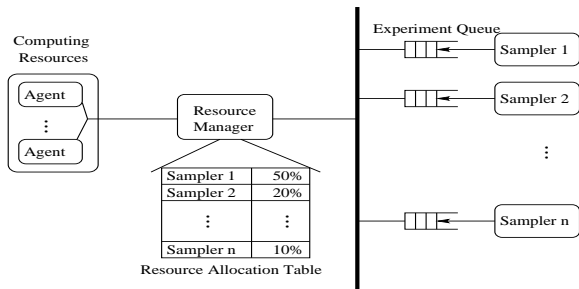 Computing
Resources
Agent
Agent
Resource
Manager
Sampler 1 50%
Sampler 2 20%
Sampler n 10%
Resource Allocation Table
Experiment Queue
Sampler 1
Sampler 2
Sampler n